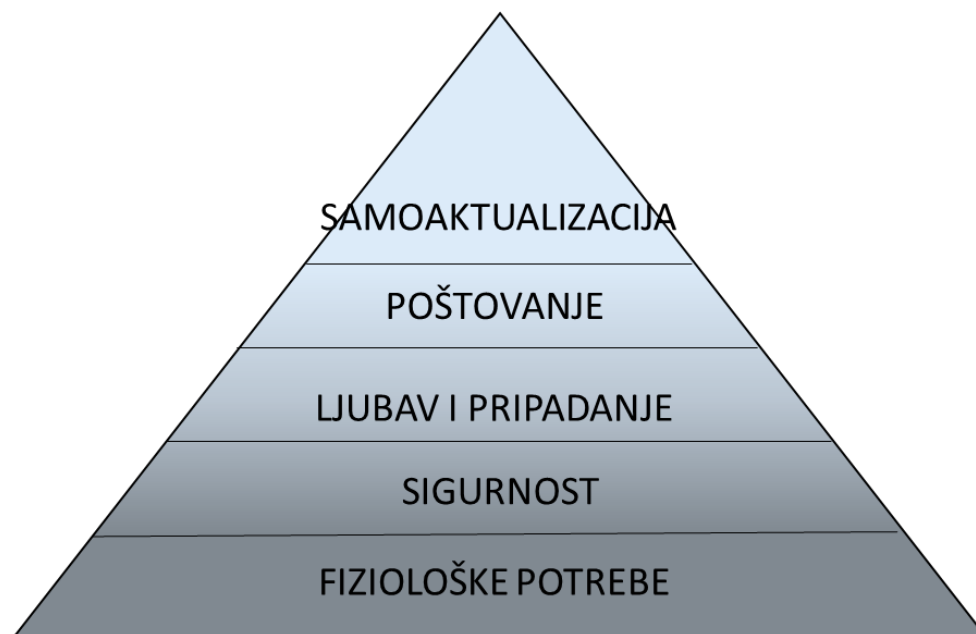 SAMOAKTUALIZACIJA
POŠTOVANJE
LJUBAV I PRIPADANJE
SIGURNOST
FIZIOLOŠKE POTREBE